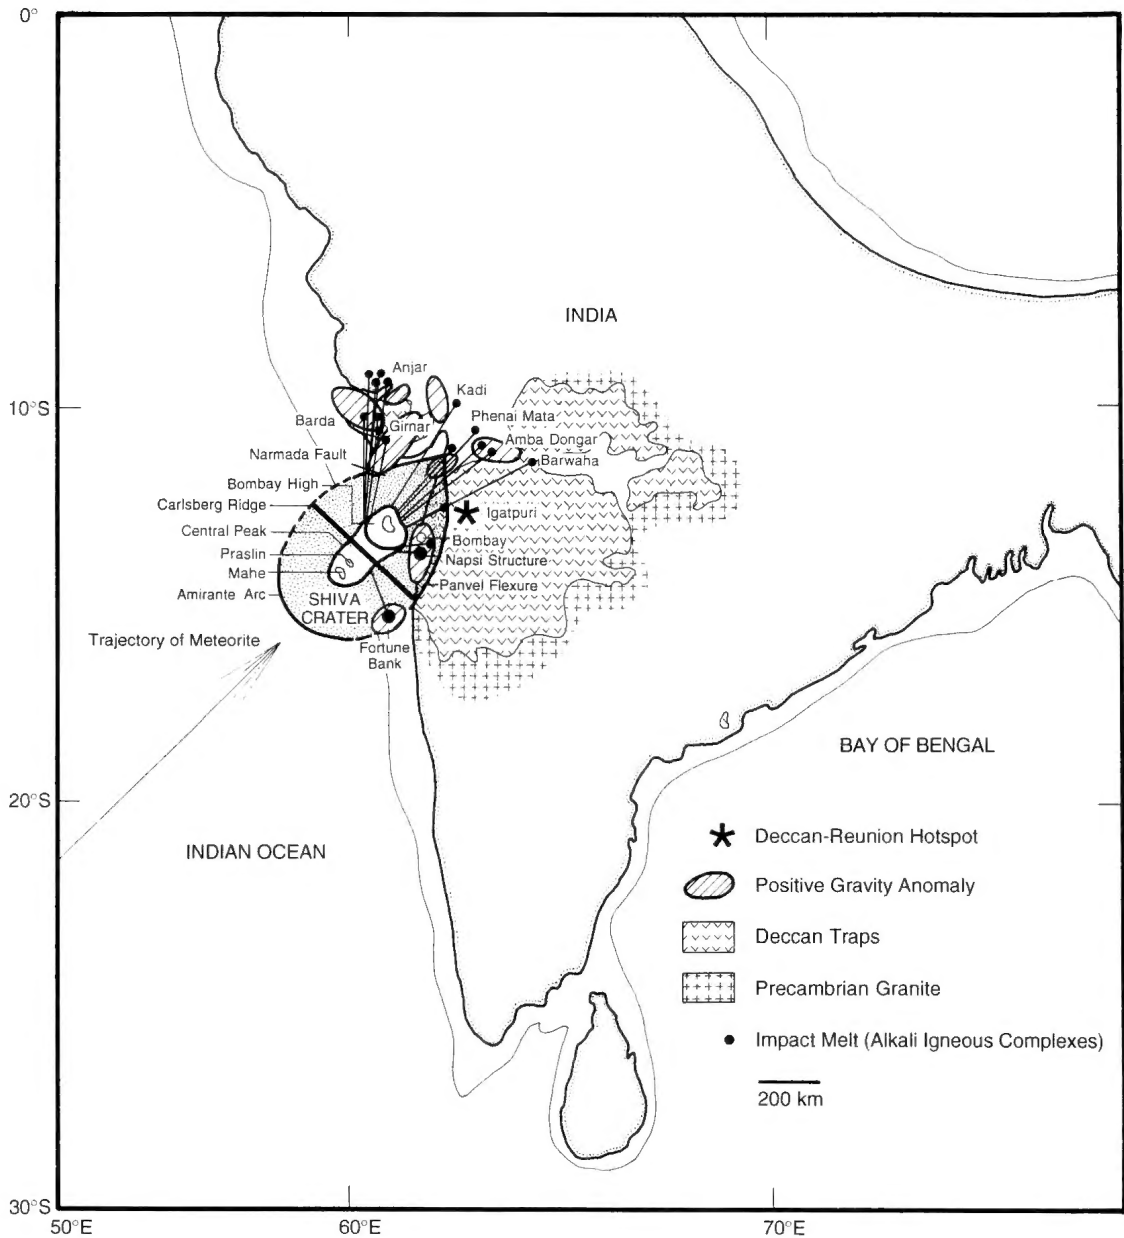 0°
INDIA
Anjar
Kadi
10°S
Barda
Girnar
Phenai Mata
Amba Dongar
Narmada Fault
Barwaha
Bombay High
Carlsberg Ridge
Igatpuri
Central Peak
Bombay
Praslin
Napsi Structure
Mahe
Panvel Flexure
Amirante Arc
SHIVA
CRATER
Trajectory of Meteorite
Fortune
Bank
BAY OF BENGAL
20°S
INDIAN OCEAN
Deccan-Reunion Hotspot
Positive Gravity Anomaly
Deccan Traps
Precambrian Granite
Impact Melt (Alkali Igneous Complexes)
200 km
30°S
50°E
60°E
70°E